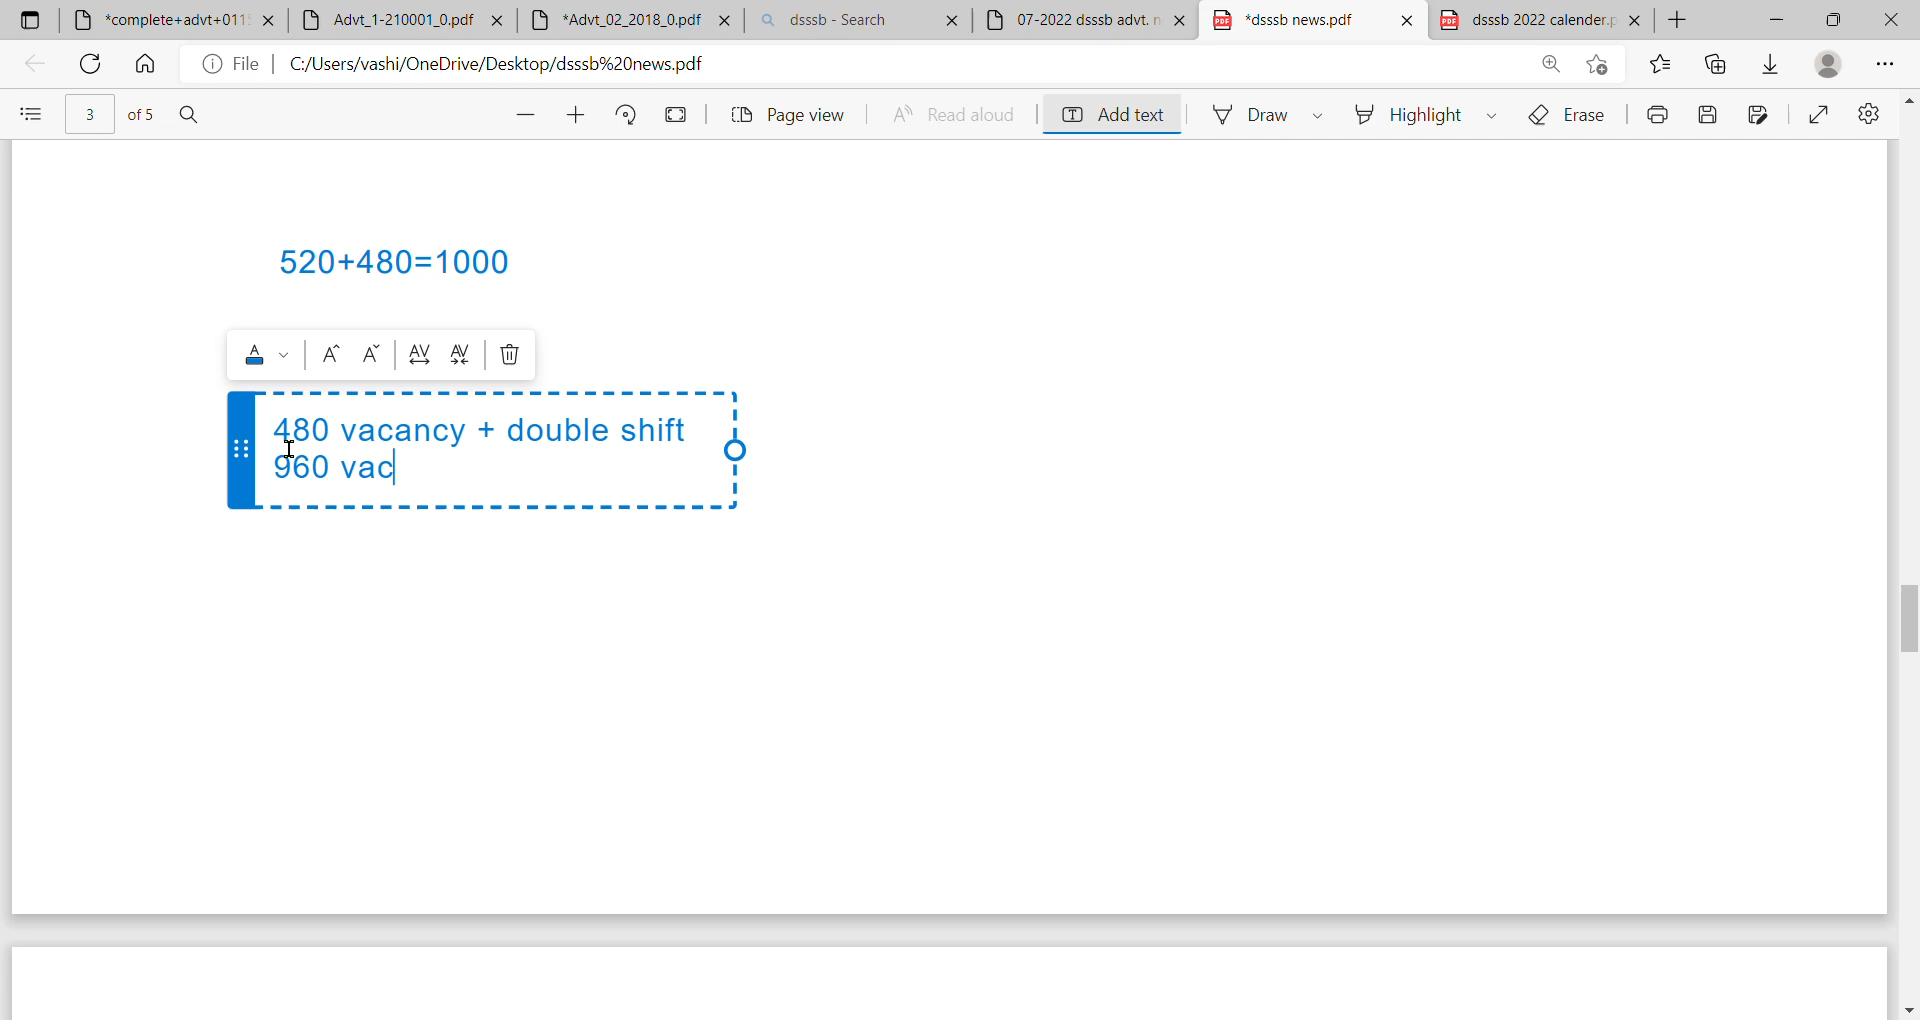 *complete+advt+011
Advt_1-210001_0.pdf
*Advt_02_2018_0.pdf
dsssb - Search
07-2022 dsssb advt. n
*dsssb news.pdf
dsssb 2022 calender.p
File
C:/Users/vashi/OneDrive/Desktop/dsssb%20news.pdf
3 of 5
Page view
Read aloud
Add text
Draw
Highlight
Erase
520+480=1000
480 vacancy + double shift
960 vac